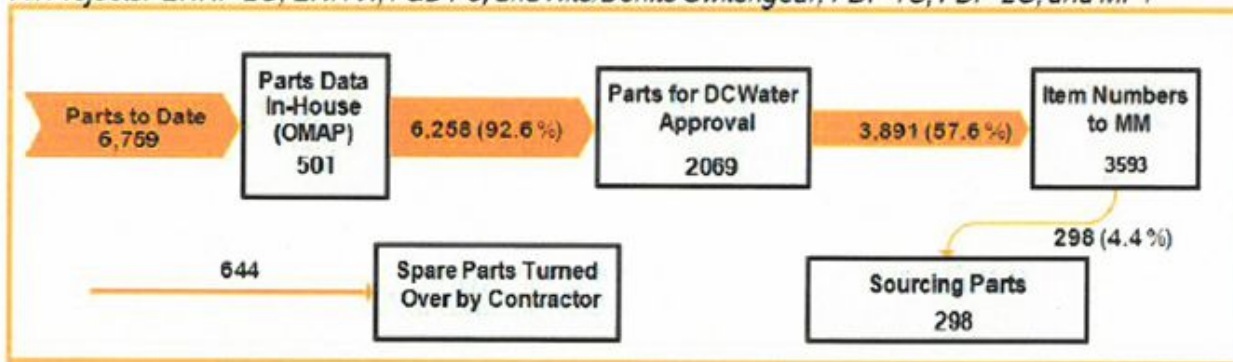 Parts to Date
6,759
Parts Data
In-House
(OMAP)
501
6,258 (92.6%)
Parts for DCWater
Approval
2069
3,891 (57.6%)
Item Numbers
to MM
3593
298 (4.4%)
644
Spare Parts Turned
Over by Contractor
Sourcing Parts
298